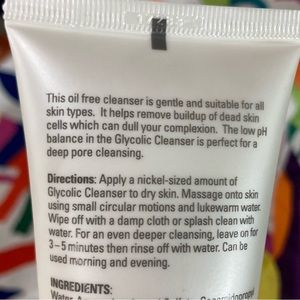 This oil free cleanser is gentle and suitable for all
skin types. It helps remove buildup of dead skin
cells which can dull your complexion. The low pH
balance in the Glycolic Cleanser is perfect for a
deep pore cleansing.
Directions: Apply a nickel-sized amount of
Glycolic Cleanser to dry skin. Massage onto skin
using small circular motions and lukewarm water.
Wipe off with a damp cloth or splash clean with
water. For an even deeper cleansing, leave on for
3–5 minutes then rinse off with water. Can be
used morning and evening.
INGREDIENTS: